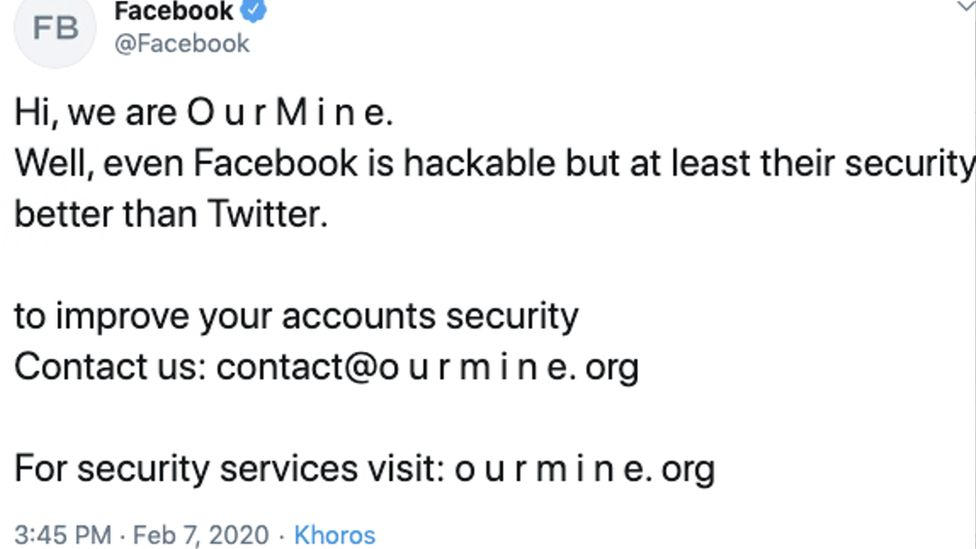 FB
Facebook
@Facebook
Hi, we are O u r M i n e.
Well, even Facebook is hackable but at least their security
better than Twitter.
to improve your accounts security
Contact us: contact@o u r m i n e. org
For security services visit: o u r m i n e. org
3:45 PM · Feb 7, 2020 · Khoros